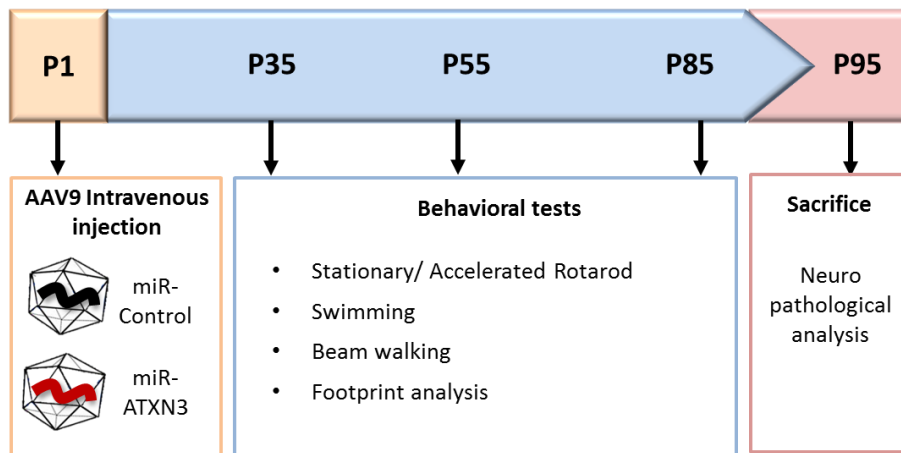 P1
P35
P55
P85
P95
AAV9 Intravenous
injection
miR-
Control
miR-
ATXN3
Behavioral tests
• Stationary/ Accelerated Rotarod
• Swimming
• Beam walking
• Footprint analysis
Sacrifice
Neuro
pathological
analysis